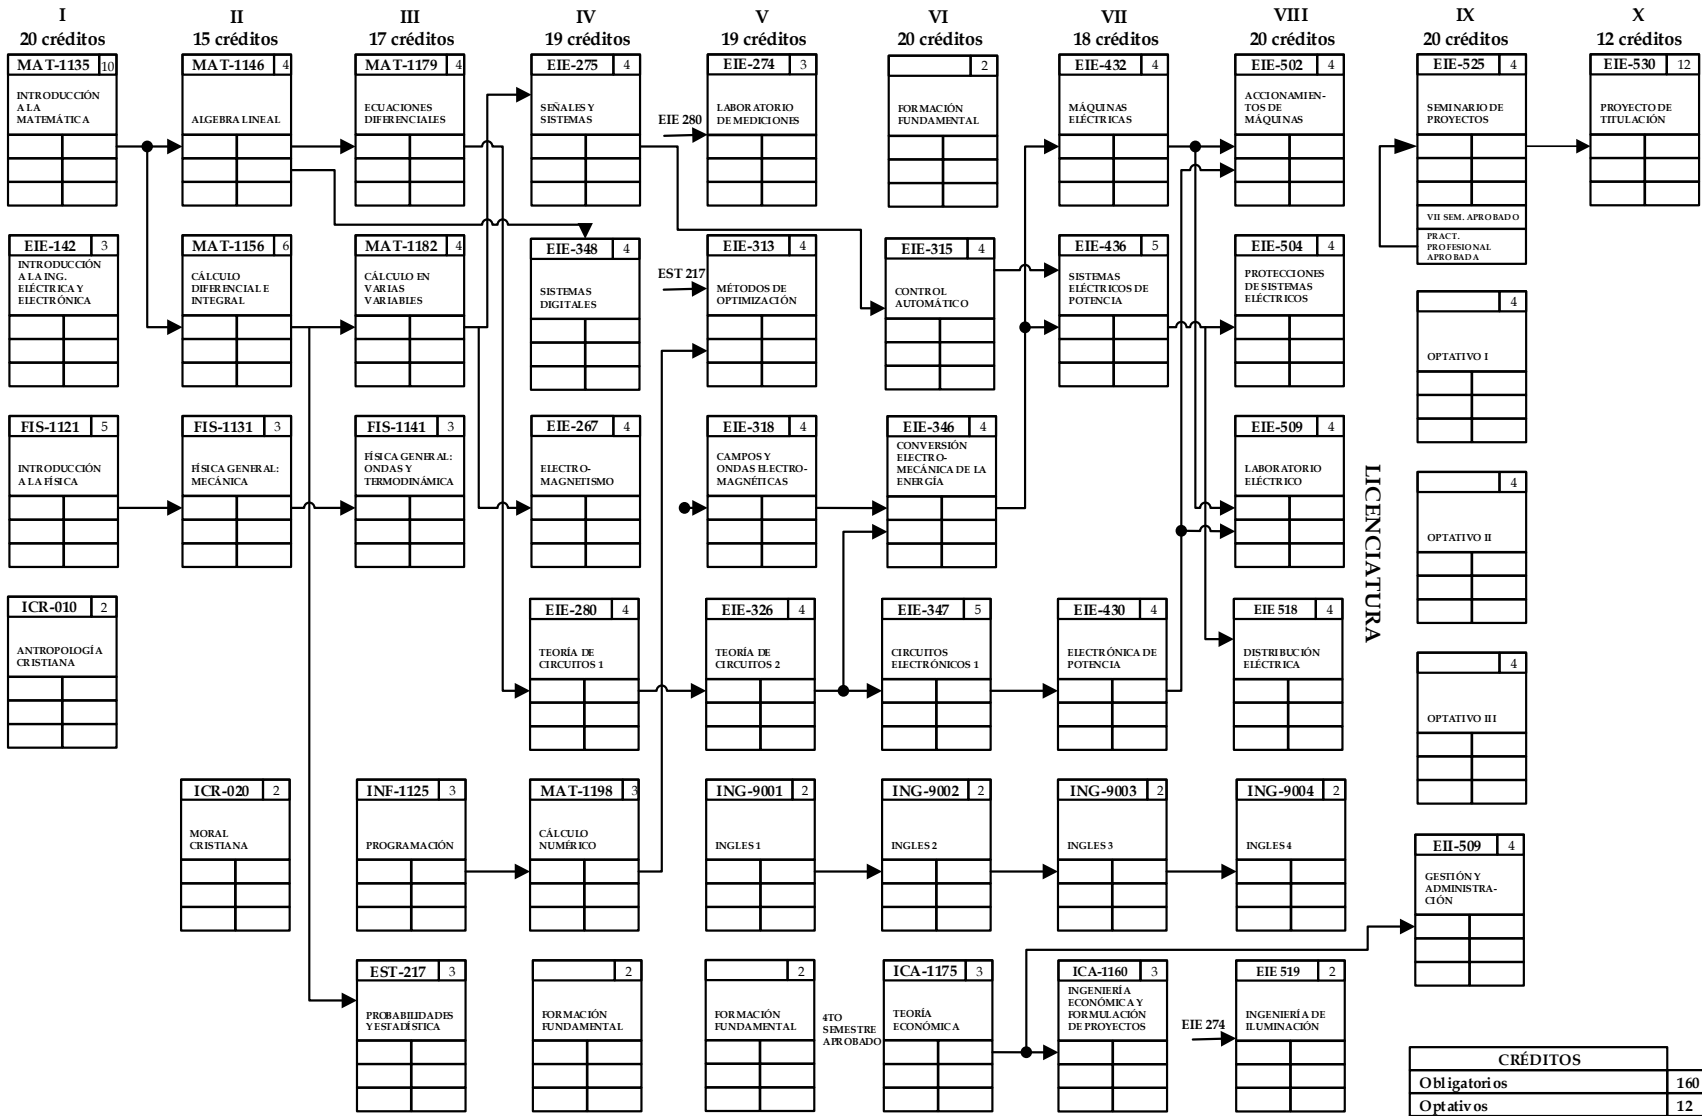 I
20 créditos
MAT-1135 10
INTRODUCCIÓN
A LA
MATEMÁTICA
EIE-142 3
INTRODUCCIÓN
A LA ING.
ELÉCTRICA Y
ELECTRÓNICA
FIS-1121 5
INTRODUCCIÓN
A LA FÍSICA
ICR-010 2
ANTROPOLOGÍA
CRISTIANA
II
15 créditos
MAT-1146 4
ALGEBRA LINEAL
MAT-1156 6
CÁLCULO
DIFERENCIAL E
INTEGRAL
FIS-1131 3
FÍSICA GENERAL:
MECÁNICA
ICR-020 2
MORAL
CRISTIANA
III
17 créditos
MAT-1179 4
ECUACIONES
DIFERENCIALES
MAT-1182 4
CÁLCULO EN
VARIAS
VARIABLES
FIS-1141 3
FÍSICA GENERAL:
ONDAS Y
TERMODINÁMICA
INF-1125 3
PROGRAMACIÓN
EST-217 3
PROBABILIDADES
Y ESTADÍSTICA
IV
19 créditos
EIE-275 4
SEÑALES Y
SISTEMAS
EIE-348 4
SISTEMAS
DIGITALES
EIE-267 4
ELECTRO-
MAGNETISMO
EIE-280 4
TEORÍA DE
CIRCUITOS 1
MAT-1198 3
CÁLCULO
NUMÉRICO
2
FORMACIÓN
FUNDAMENTAL
V
19 créditos
EIE 280
EIE-274 3
LABORATORIO
DE MEDICIONES
EST 217
EIE-313 4
MÉTODOS DE
OPTIMIZACIÓN
EIE-318 4
CAMPOS Y
ONDAS ELECTRO-
MAGNÉTICAS
EIE-326 4
TEORÍA DE
CIRCUITOS 2
ING-9001 2
INGLES 1
2
FORMACIÓN
FUNDAMENTAL
VI
20 créditos
2
FORMACIÓN
FUNDAMENTAL
EIE-315 4
CONTROL
AUTOMÁTICO
EIE-346 4
CONVERSIÓN
ELECTRO-
MECÁNICA DE LA
ENERGÍA
EIE-347 5
CIRCUITOS
ELECTRÓNICOS 1
ING-9002 2
INGLES 2
4TO
SEMESTRE
APROBADO
ICA-1175 3
TEORÍA
ECONÓMICA
VII
18 créditos
EIE-432 4
MÁQUINAS
ELÉCTRICAS
EIE-436 5
SISTEMAS
ELÉCTRICOS DE
POTENCIA
EIE-430 4
ELECTRÓNICA DE
POTENCIA
ING-9003 2
INGLES 3
ICA-1160 3
INGENIERÍA
ECONÓMICA Y
FORMULACIÓN
DE PROYECTOS
VIII
20 créditos
EIE-502 4
ACCIONAMIEN-
TOS DE
MÁQUINAS
EIE-504 4
PROTECCIONES
DE SISTEMAS
ELÉCTRICOS
EIE-509 4
LABORATORIO
ELÉCTRICO
EIE 518 4
DISTRIBUCIÓN
ELÉCTRICA
ING-9004 2
INGLES 4
EIE 274
EIE 519 2
INGENIERÍA DE
ILUMINACIÓN
LICENCIATURA
IX
20 créditos
EIE-525 4
SEMINARIO DE
PROYECTOS
VII SEM. APROBADO
PRACT.
PROFESIONAL
APROBADA
4
OPTATIVO I
4
OPTATIVO II
4
OPTATIVO III
EII-509 4
GESTIÓN Y
ADMINISTRA-
CIÓN
X
12 créditos
EIE-530 12
PROYECTO DE
TITULACIÓN
CRÉDITOS
Obligatorios 160
Optativos 12